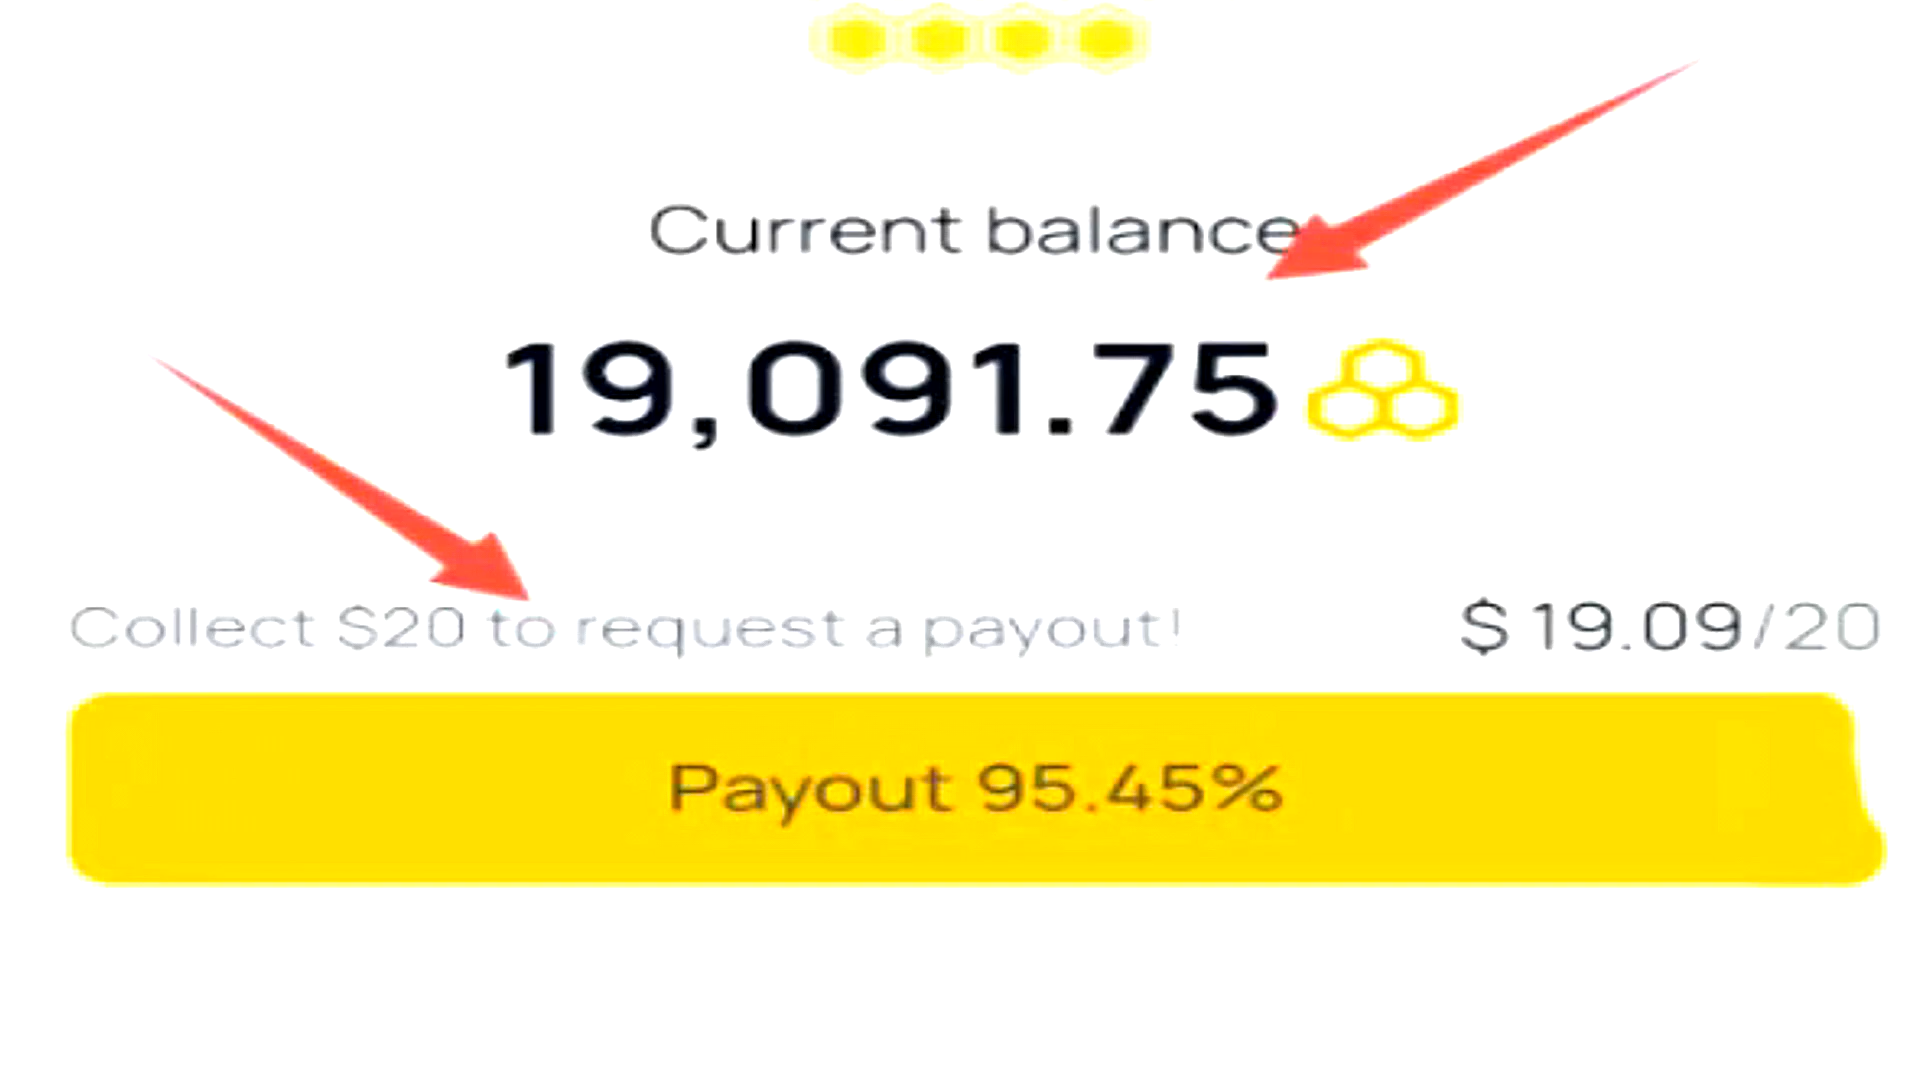 Current balance
19,091.75
Collect $20 to request a payout! $19.09/20
Payout 95.45%